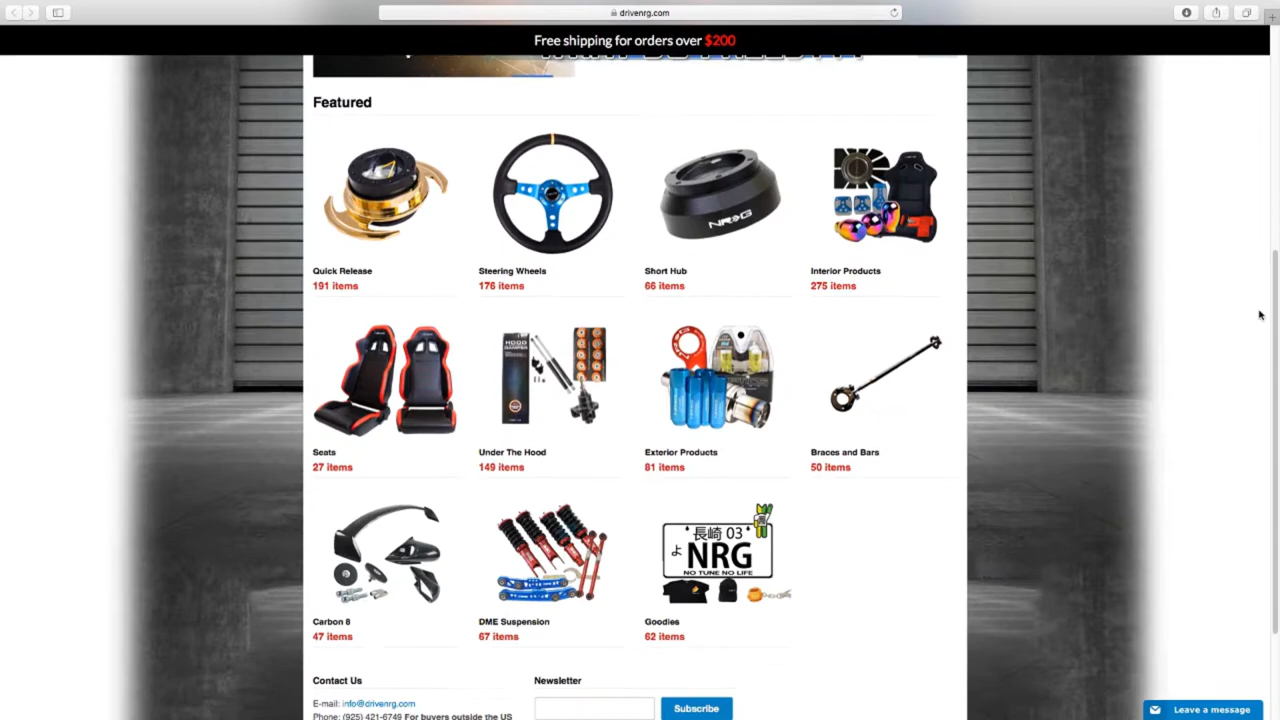 drivenrg.com
Free shipping for orders over $200
Featured
NRG
Quick Release
191 items
Steering Wheels
176 items
Short Hub
66 items
Interior Products
275 items
HOOD
DAMPER
Seats
27 items
Under The Hood
149 items
Exterior Products
81 items
Braces and Bars
50 items
長崎 03
よ NRG
NO TUNE NO LIFE
Carbon 8
47 items
DME Suspension
67 items
Goodies
62 items
Contact Us
Newsletter
E-mail: info@drivenrg.com
Subscribe
Leave a message
Phone: (925) 421-6749 For buyers outside the US